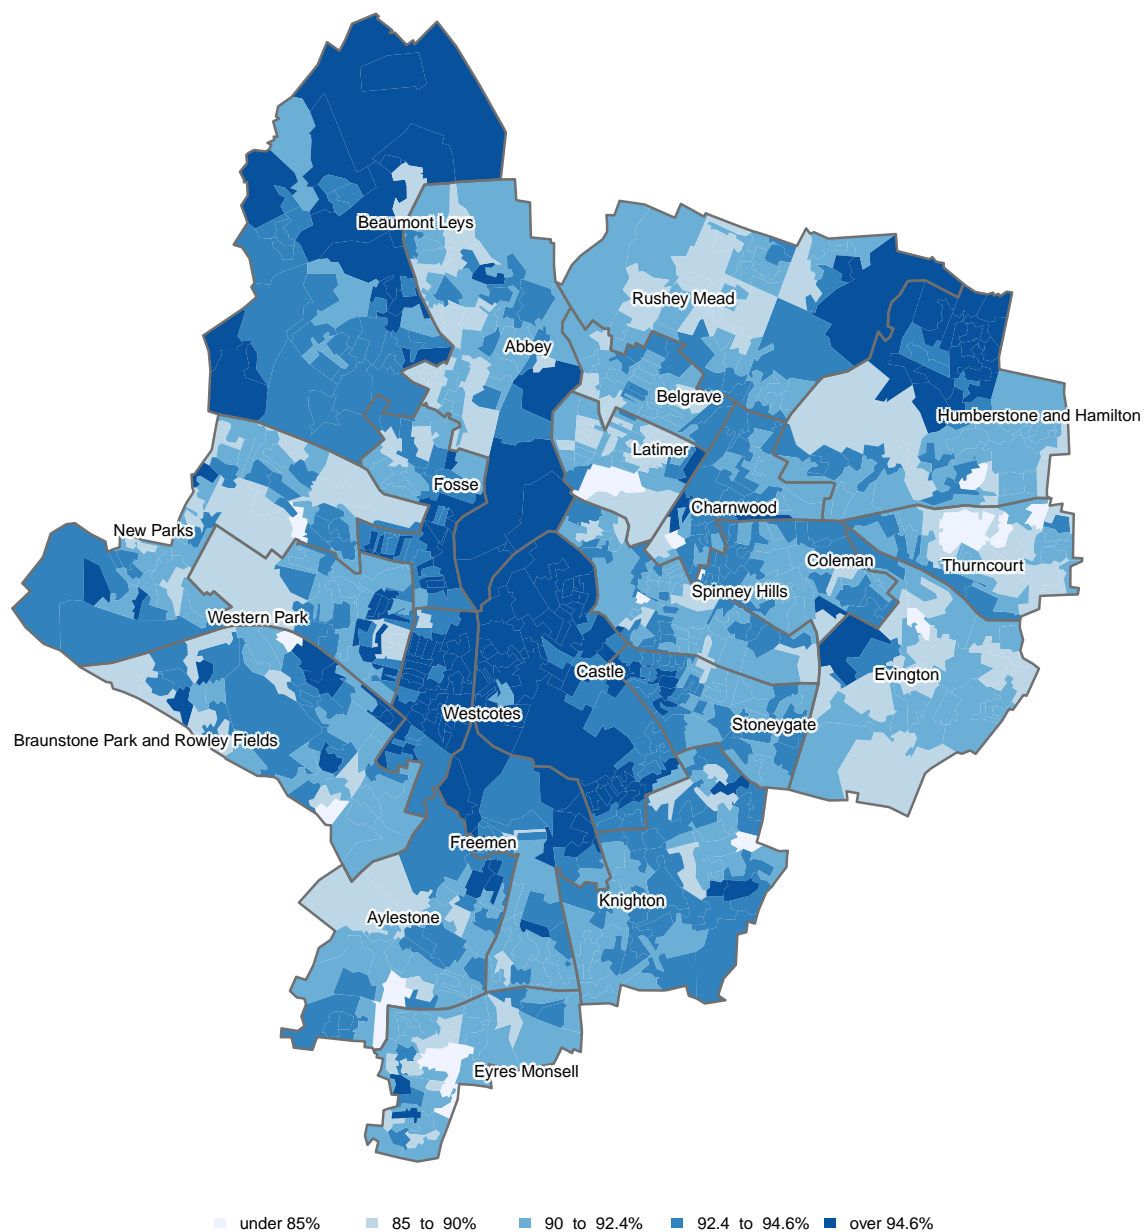 Beaumont Leys
Rushey Mead
Abbey
Belgrave
Humberstone and Hamilton
Latimer
Fosse
Charnwood
New Parks
Coleman
Thurncourt
Spinney Hills
Western Park
Castle
Evington
Westcotes
Stoneygate
Braunstone Park and Rowley Fields
Freemen
Knighton
Aylestone
Eyres Monsell
under 85% 85 to 90% 90 to 92.4% 92.4 to 94.6% over 94.6%